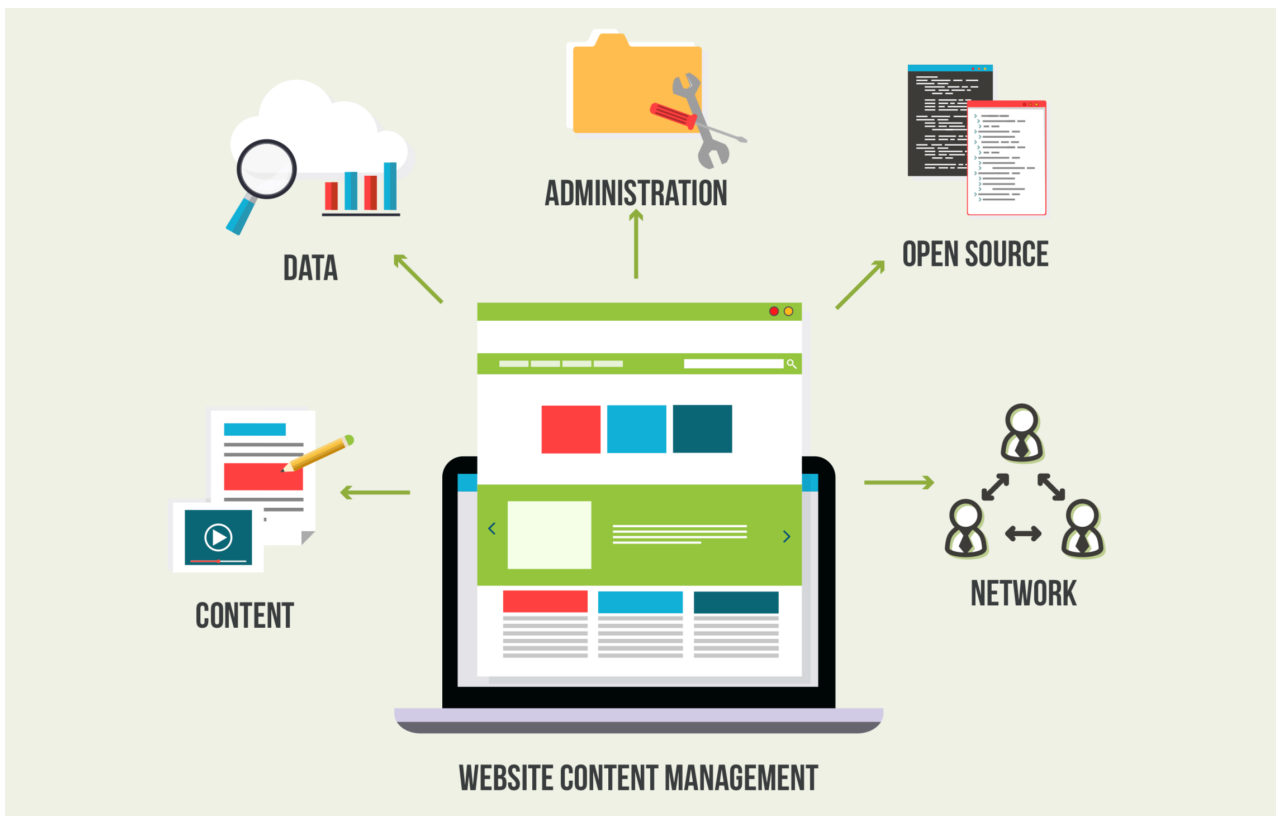 ADMINISTRATION
DATA
OPEN SOURCE
CONTENT
NETWORK
WEBSITE CONTENT MANAGEMENT